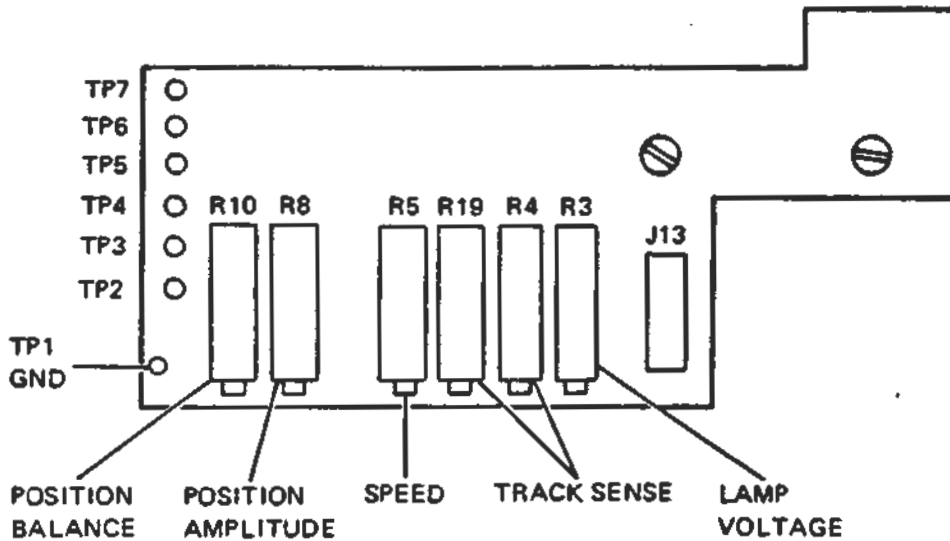 TP7
TP6
TP5
TP4
TP3
TP2
TP1
GND
R10 R8 R5 R19 R4 R3
J13
POSITION
BALANCE
POSITION
AMPLITUDE
SPEED
TRACK SENSE
LAMP
VOLTAGE